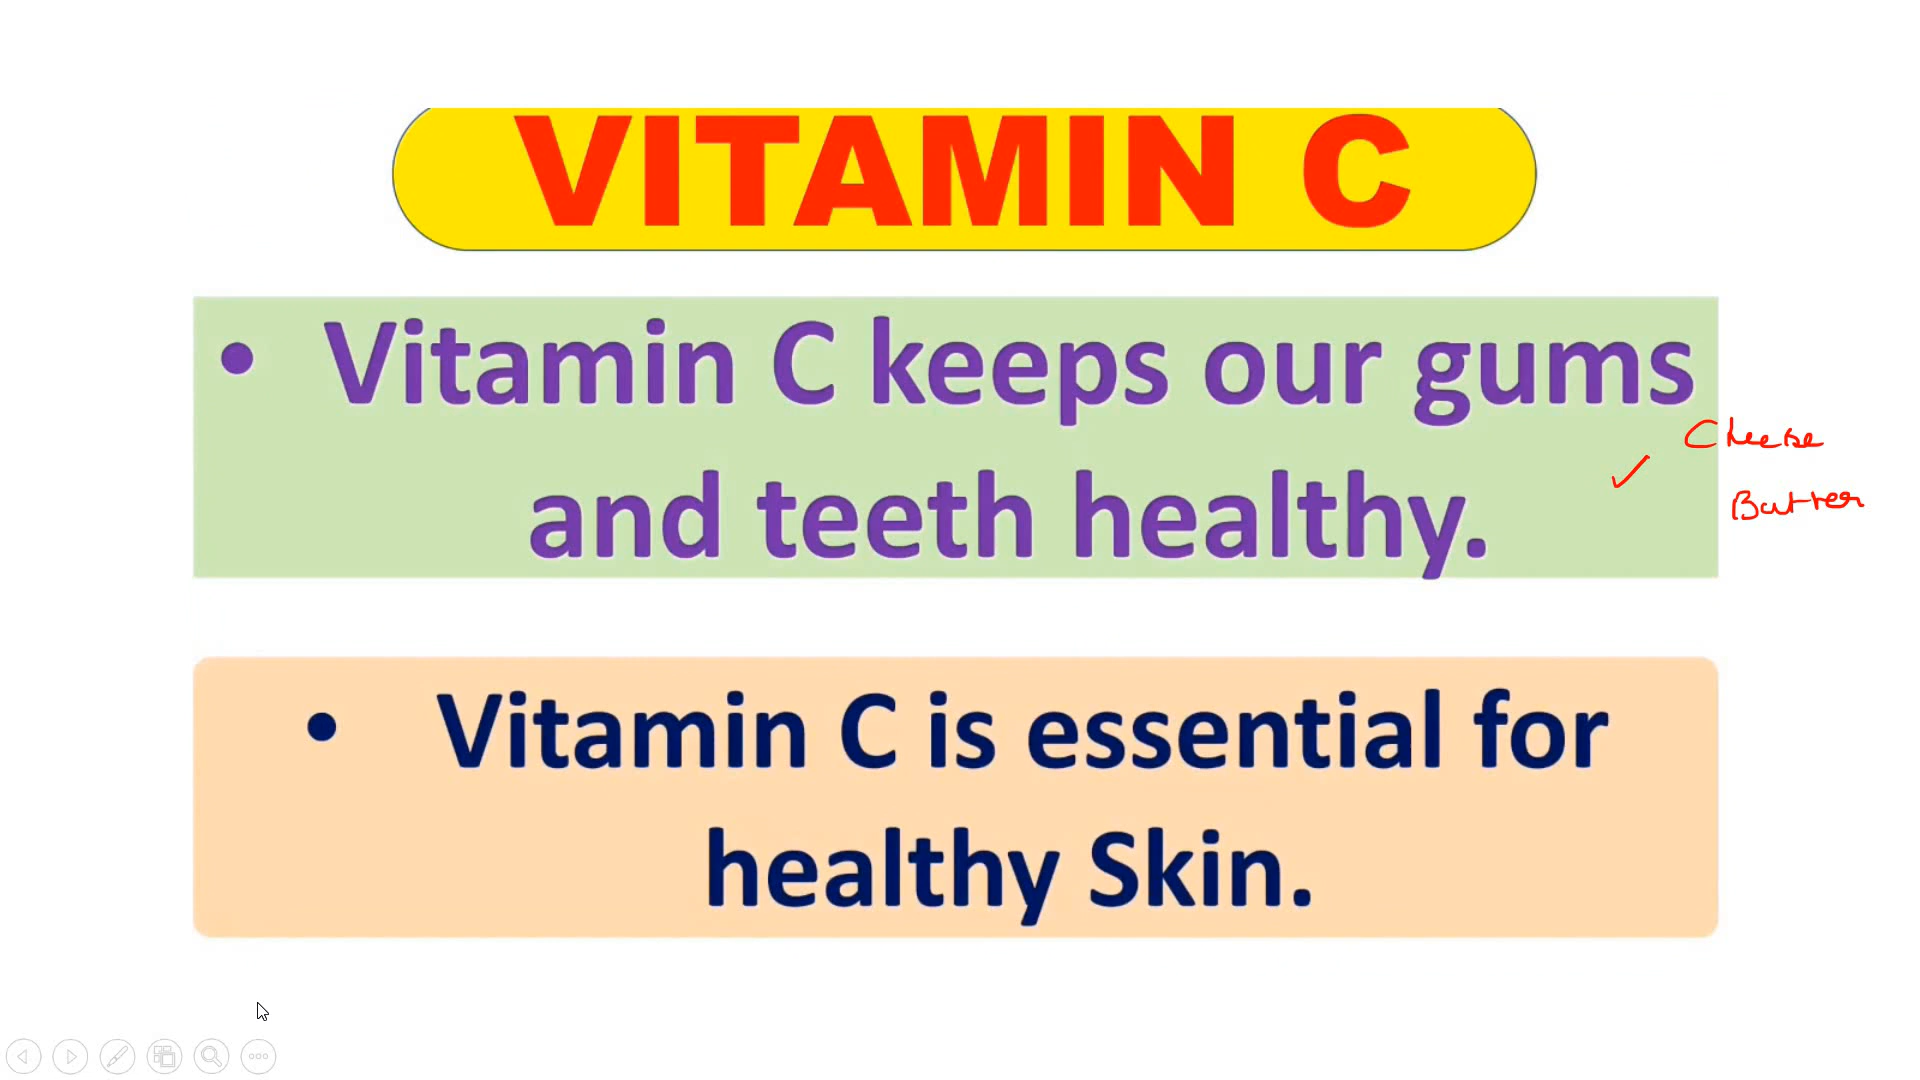 VITAMIN C
• Vitamin C keeps our gums
and teeth healthy.
Cheese
Butter
• Vitamin C is essential for
healthy Skin.